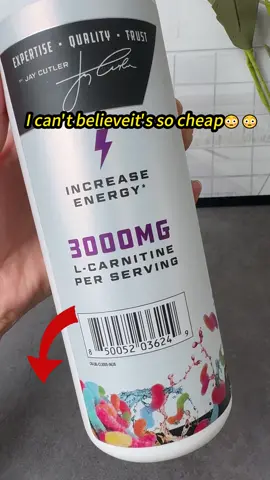 EXPERTISE • QUALITY • TRUST
BY JAY CUTLER
I can't believeit's so cheap😳😳
INCREASE
ENERGY*
3000MG
L-CARNITINE
PER SERVING
8 50052 03624 9